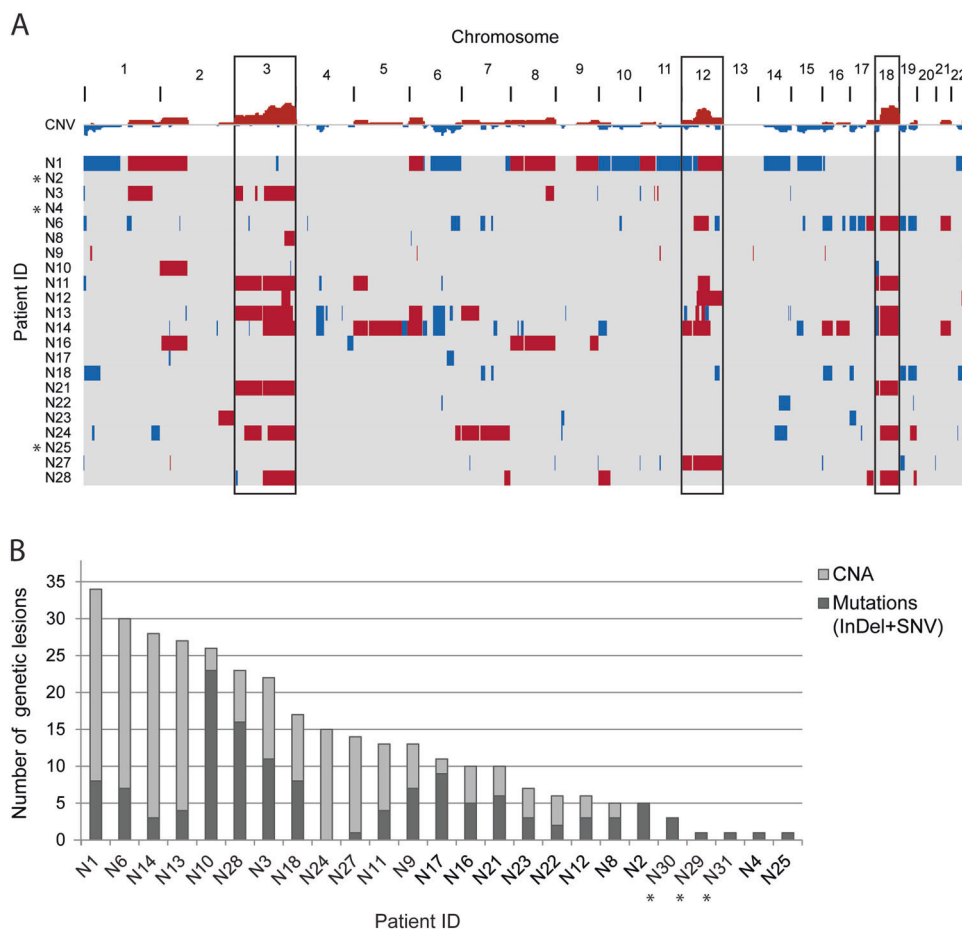 A
Chromosome
1 2 3 4 5 6 7 8 9 10 11 12 13 14 15 16 17 18 19 20 21 22
CNV
Patient ID
N1
* N2
N3
* N4
N6
N8
N9
N10
N11
N12
N13
N14
N16
N17
N18
N21
N22
N23
N24
* N25
N27
N28
B
Number of genetic lesions
35
30
25
20
15
10
5
0
CNA
Mutations
(InDel+SNV)
N1 N6 N14 N13 N10 N28 N3 N18 N24 N27 N11 N9 N17 N16 N21 N23 N22 N12 N8 N2 N30 N29 N31 N4 N25
* * *
Patient ID